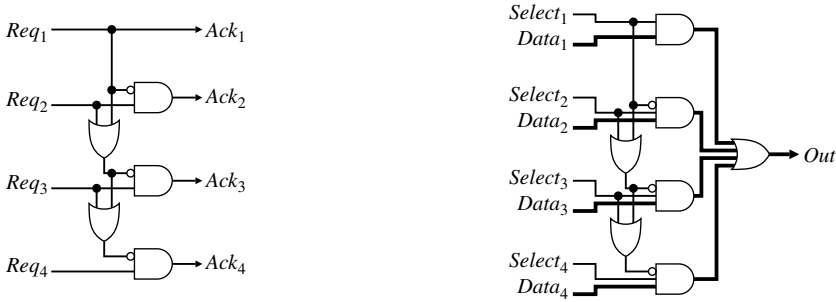 Req1 Ack1
Req2 Ack2
Req3 Ack3
Req4 Ack4
Select1
Data1
Select2
Data2
Out
Select3
Data3
Select4
Data4